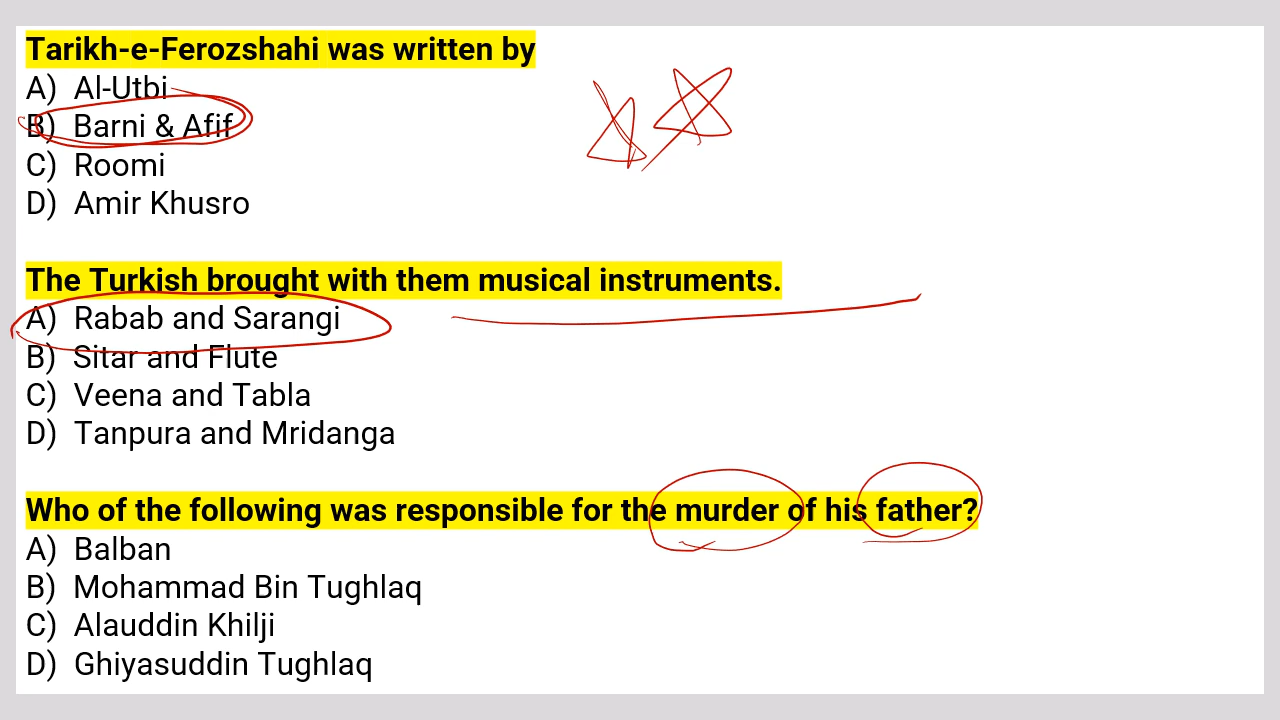 Tarikh-e-Ferozshahi was written by
A) Al-Utbi
B) Barni & Afif
C) Roomi
D) Amir Khusro
The Turkish brought with them musical instruments.
A) Rabab and Sarangi
B) Sitar and Flute
C) Veena and Tabla
D) Tanpura and Mridanga
Who of the following was responsible for the murder of his father?
A) Balban
B) Mohammad Bin Tughlaq
C) Alauddin Khilji
D) Ghiyasuddin Tughlaq